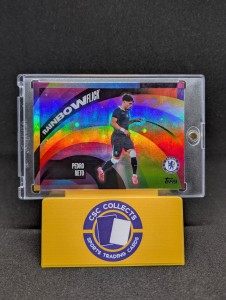 RAINBOW FLICK
PEDRO
NETO
Topps
CSC COLLECTS
SPORTS TRADING CARDS